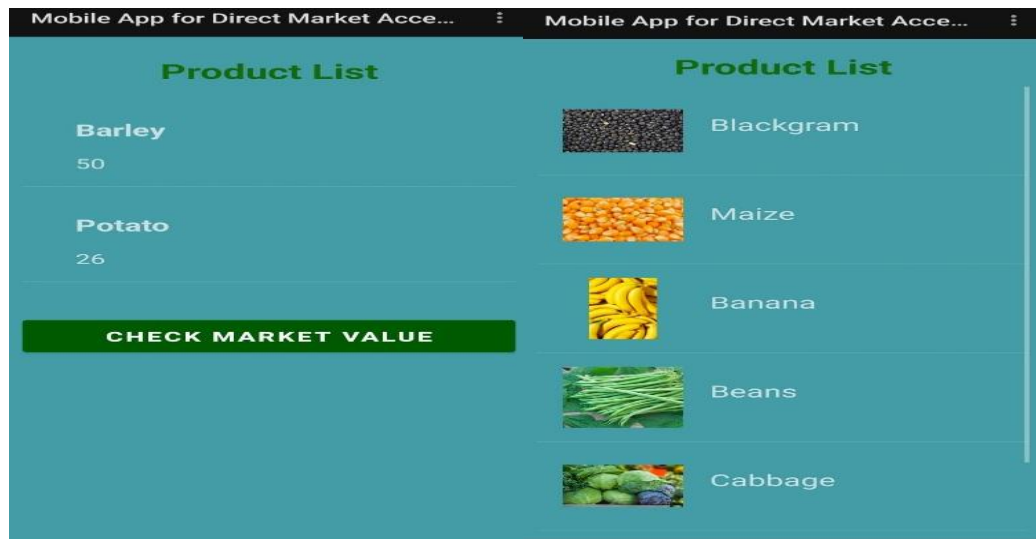 Mobile App for Direct Market Acce...
Product List
Barley
50
Potato
26
CHECK MARKET VALUE
Mobile App for Direct Market Acce...
Product List
Blackgram
Maize
Banana
Beans
Cabbage